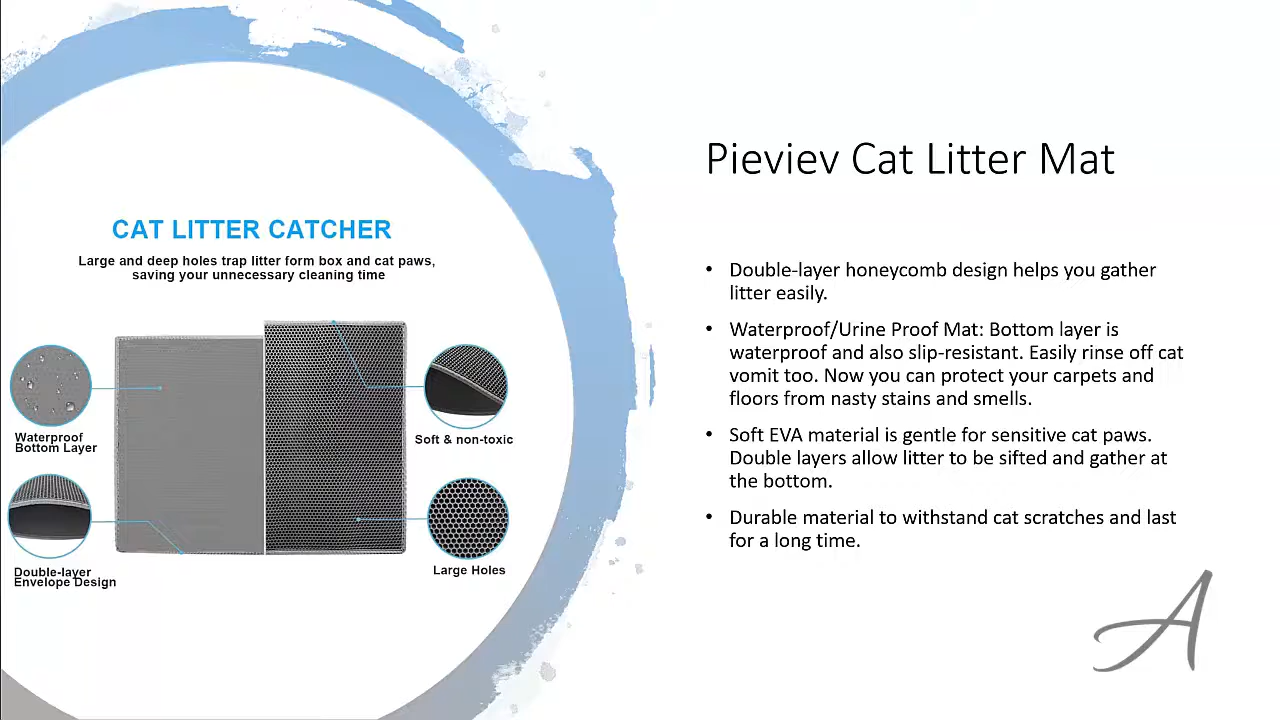 CAT LITTER CATCHER
Large and deep holes trap litter form box and cat paws,
saving your unnecessary cleaning time
Waterproof
Bottom Layer
Soft & non-toxic
Double-layer
Envelope Design
Large Holes
Pieviev Cat Litter Mat
• Double-layer honeycomb design helps you gather
litter easily.
• Waterproof/Urine Proof Mat: Bottom layer is
waterproof and also slip-resistant. Easily rinse off cat
vomit too. Now you can protect your carpets and
floors from nasty stains and smells.
• Soft EVA material is gentle for sensitive cat paws.
Double layers allow litter to be sifted and gather at
the bottom.
• Durable material to withstand cat scratches and last
for a long time.
A